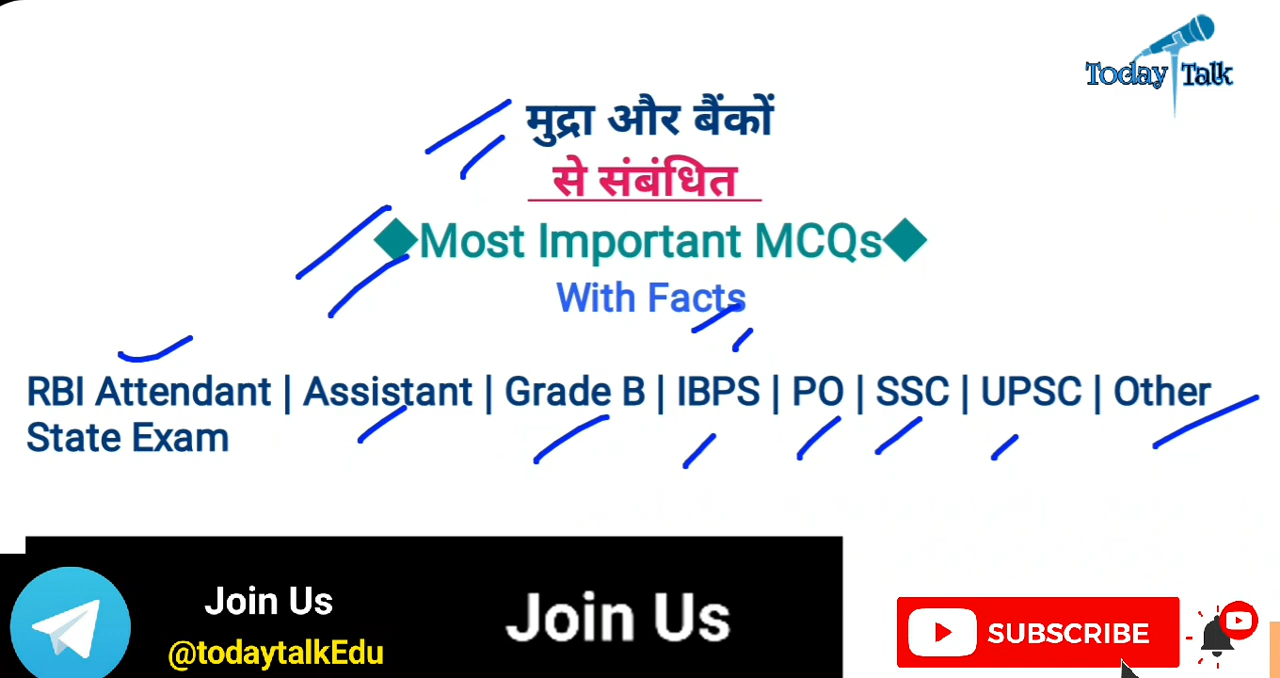 Today Talk
मुद्रा और बैंकों
से संबंधित
◆Most Important MCQs◆
With Facts
RBI Attendant | Assistant | Grade B | IBPS | PO | SSC | UPSC | Other
State Exam
Join Us
@todaytalkEdu
Join Us
SUBSCRIBE